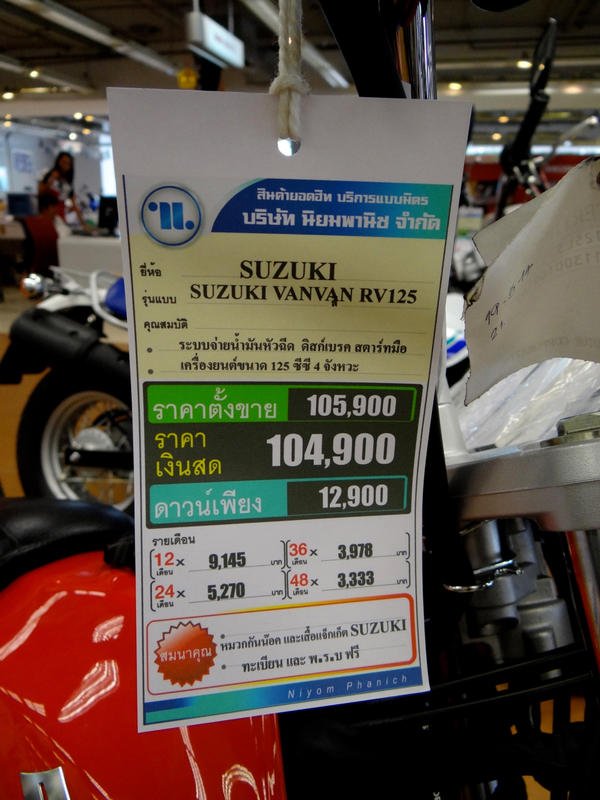 นบ.
สินค้ายอดฮิท บริการแบบมิตร
บริษัท นิยมพานิช จำกัด
ยี่ห้อ SUZUKI
รุ่นแบบ SUZUKI VANVAN RV125
สี
คุณสมบัติ
• ระบบจ่ายน้ำมันหัวฉีด ดิสก์เบรค สตาร์ทมือ
• เครื่องยนต์ขนาด 125 ซีซี 4 จังหวะ
ราคาตั้งขาย 105,900
ราคา เงินสด 104,900
ดาวน์เพียง 12,900
รายเดือน
12 เดือน × 9,145 บาท 36 เดือน × 3,978 บาท
24 เดือน × 5,270 บาท 48 เดือน × 3,333 บาท
สมนาคุณ
• หมวกกันน๊อค และเสื้อแจ็กเก็ต SUZUKI
• ทะเบียน และ พ.ร.บ ฟรี
Niyom Phanich